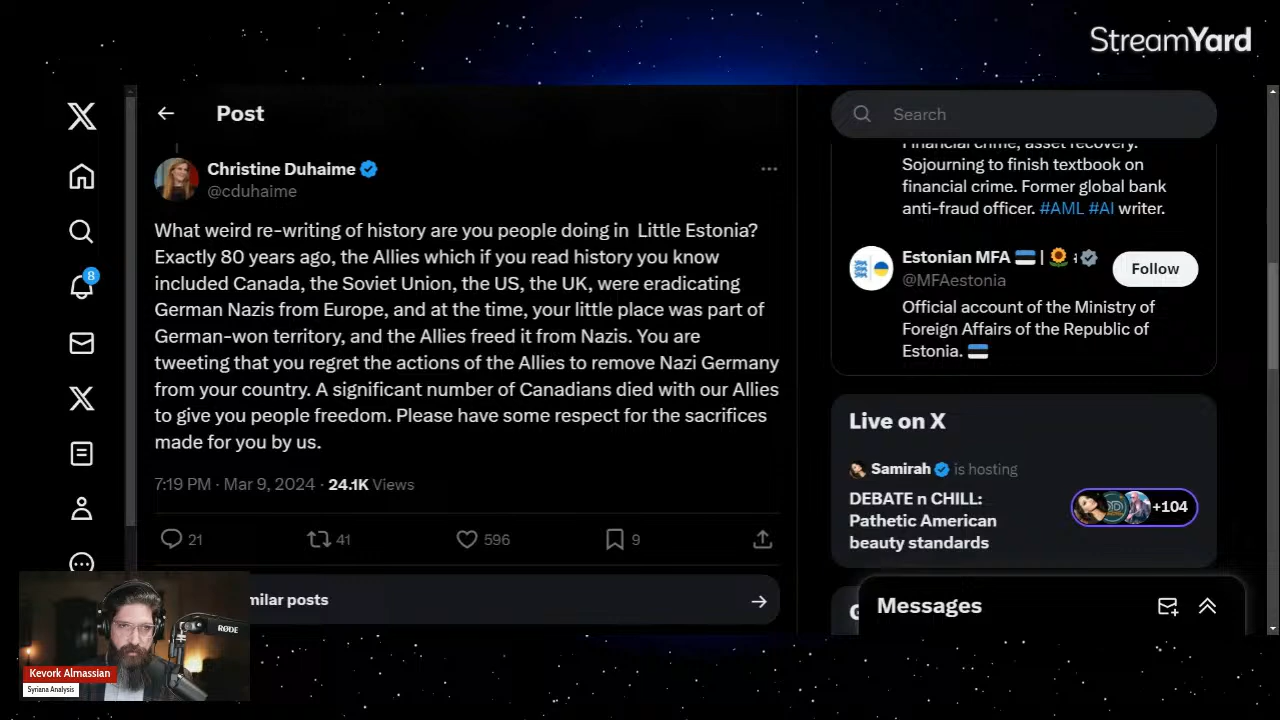 StreamYard
Post
Search
Christine Duhaime
@cduhaime
What weird re-writing of history are you people doing in Little Estonia?
Exactly 80 years ago, the Allies which if you read history you know
included Canada, the Soviet Union, the US, the UK, were eradicating
German Nazis from Europe, and at the time, your little place was part of
German-won territory, and the Allies freed it from Nazis. You are
tweeting that you regret the actions of the Allies to remove Nazi Germany
from your country. A significant number of Canadians died with our Allies
to give you people freedom. Please have some respect for the sacrifices
made for you by us.
7:19 PM · Mar 9, 2024 · 24.1K Views
21 41 596 9
milar posts
8
Financial crime, asset recovery.
Sojourning to finish textbook on
financial crime. Former global bank
anti-fraud officer. #AML #AI writer.
Estonian MFA
Follow
@MFAestonia
Official account of the Ministry of
Foreign Affairs of the Republic of
Estonia.
Live on X
Samirah is hosting
DEBATE n CHILL:
Pathetic American
beauty standards
+104
Messages
RØDE
Kevork Almassian
Syriana Analysis